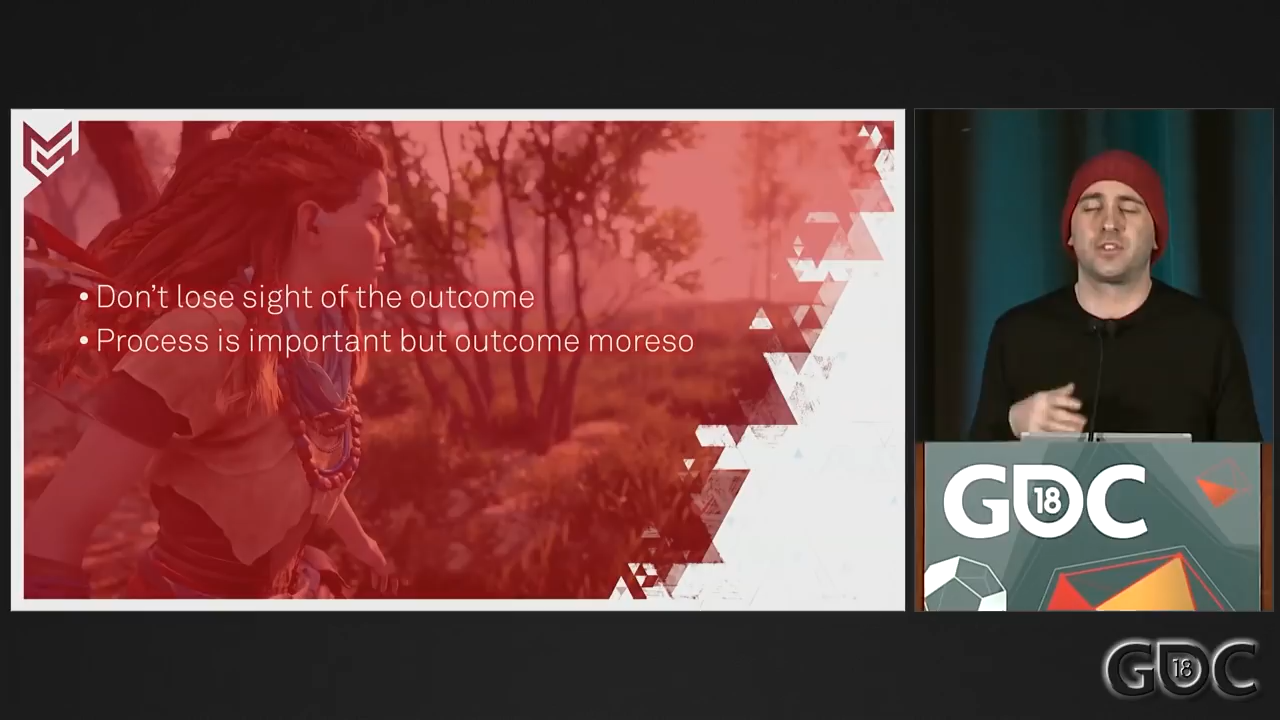 • Don't lose sight of the outcome
• Process is important but outcome moreso
GDC
18
GDC
18